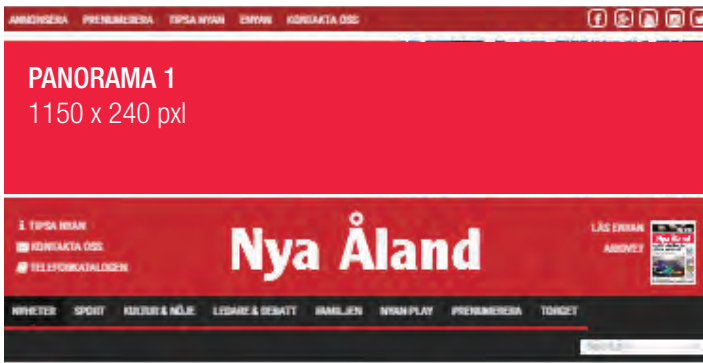 ANNONSERA PRENUMERERA TIPSA NYAN ENYAN KONTAKTA OSS
PANORAMA 1
1150 x 240 pxl
TIPSA NYAN
KONTAKTA OSS
TELEFONKATALOGEN
Nya Åland
LÄS ENYAN
ARKIVET
NYHETER SPORT KULTUR & NÖJE LEDARE & DEBATT FAMILJEN NYAN PLAY PRENUMERERA TORGET